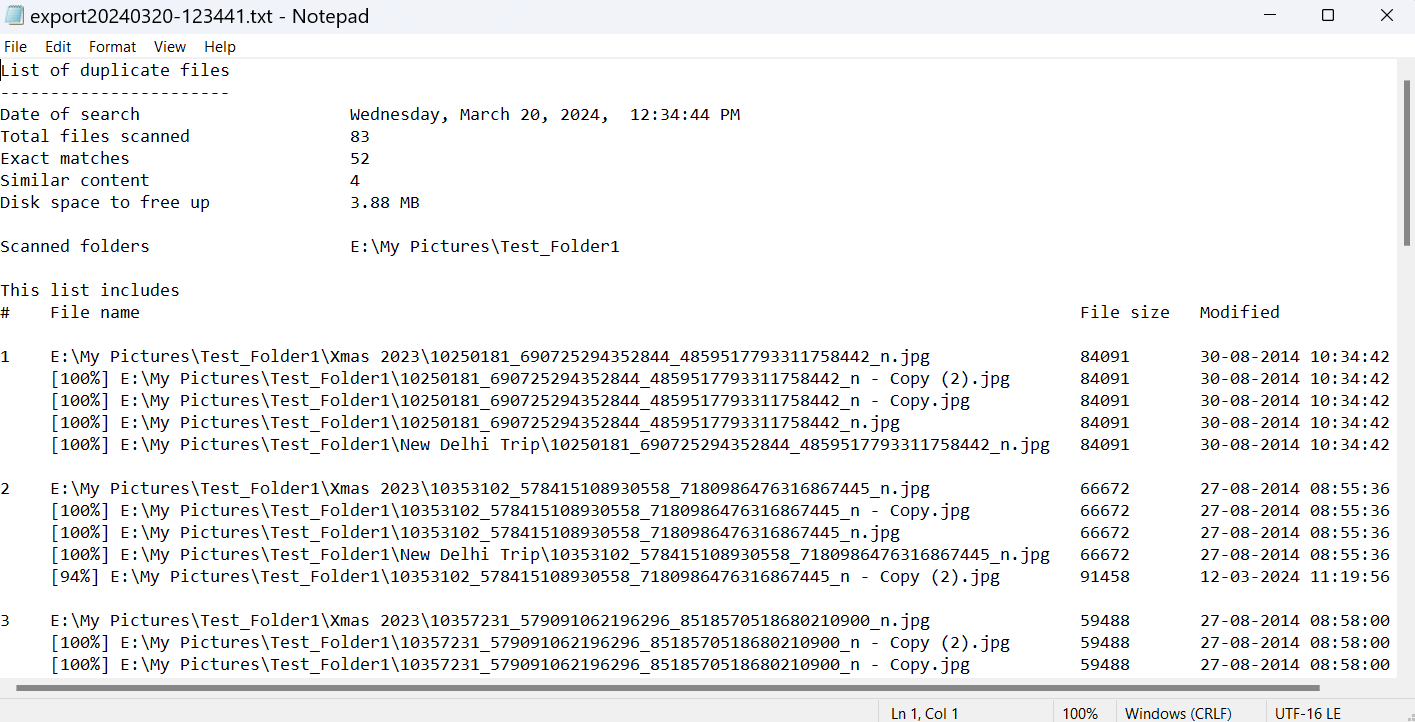 export20240320-123441.txt - Notepad
File Edit Format View Help
List of duplicate files
-----------------------
Date of search Wednesday, March 20, 2024,  12:34:44 PM
Total files scanned 83
Exact matches 52
Similar content 4
Disk space to free up 3.88 MB
Scanned folders E:\My Pictures\Test_Folder1
This list includes
# File name File size Modified
1 E:\My Pictures\Test_Folder1\Xmas 2023\10250181_690725294352844_4859517793311758442_n.jpg 84091 30-08-2014 10:34:42
[100%] E:\My Pictures\Test_Folder1\10250181_690725294352844_4859517793311758442_n - Copy (2).jpg 84091 30-08-2014 10:34:42
[100%] E:\My Pictures\Test_Folder1\10250181_690725294352844_4859517793311758442_n - Copy.jpg 84091 30-08-2014 10:34:42
[100%] E:\My Pictures\Test_Folder1\10250181_690725294352844_4859517793311758442_n.jpg 84091 30-08-2014 10:34:42
[100%] E:\My Pictures\Test_Folder1\New Delhi Trip\10250181_690725294352844_4859517793311758442_n.jpg 84091 30-08-2014 10:34:42
2 E:\My Pictures\Test_Folder1\Xmas 2023\10353102_578415108930558_7180986476316867445_n.jpg 66672 27-08-2014 08:55:36
[100%] E:\My Pictures\Test_Folder1\10353102_578415108930558_7180986476316867445_n - Copy.jpg 66672 27-08-2014 08:55:36
[100%] E:\My Pictures\Test_Folder1\10353102_578415108930558_7180986476316867445_n.jpg 66672 27-08-2014 08:55:36
[100%] E:\My Pictures\Test_Folder1\New Delhi Trip\10353102_578415108930558_7180986476316867445_n.jpg 66672 27-08-2014 08:55:36
[94%] E:\My Pictures\Test_Folder1\10353102_578415108930558_7180986476316867445_n - Copy (2).jpg 91458 12-03-2024 11:19:56
3 E:\My Pictures\Test_Folder1\Xmas 2023\10357231_579091062196296_8518570518680210900_n.jpg 59488 27-08-2014 08:58:00
[100%] E:\My Pictures\Test_Folder1\10357231_579091062196296_8518570518680210900_n - Copy (2).jpg 59488 27-08-2014 08:58:00
[100%] E:\My Pictures\Test_Folder1\10357231_579091062196296_8518570518680210900_n - Copy.jpg 59488 27-08-2014 08:58:00
Ln 1, Col 1 100% Windows (CRLF) UTF-16 LE